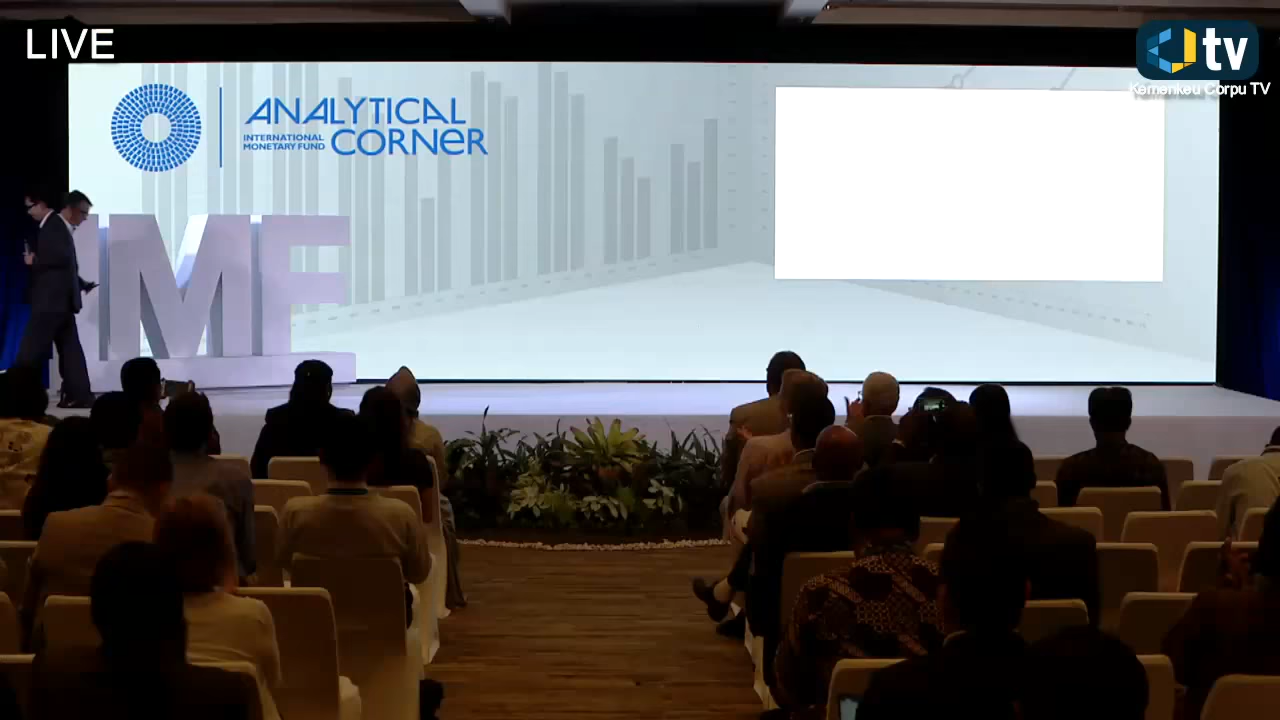 LIVE
tv
Kemenkeu Corpu TV
ANALYTICAL
INTERNATIONAL
MONETARY FUND
CORNER
IMF